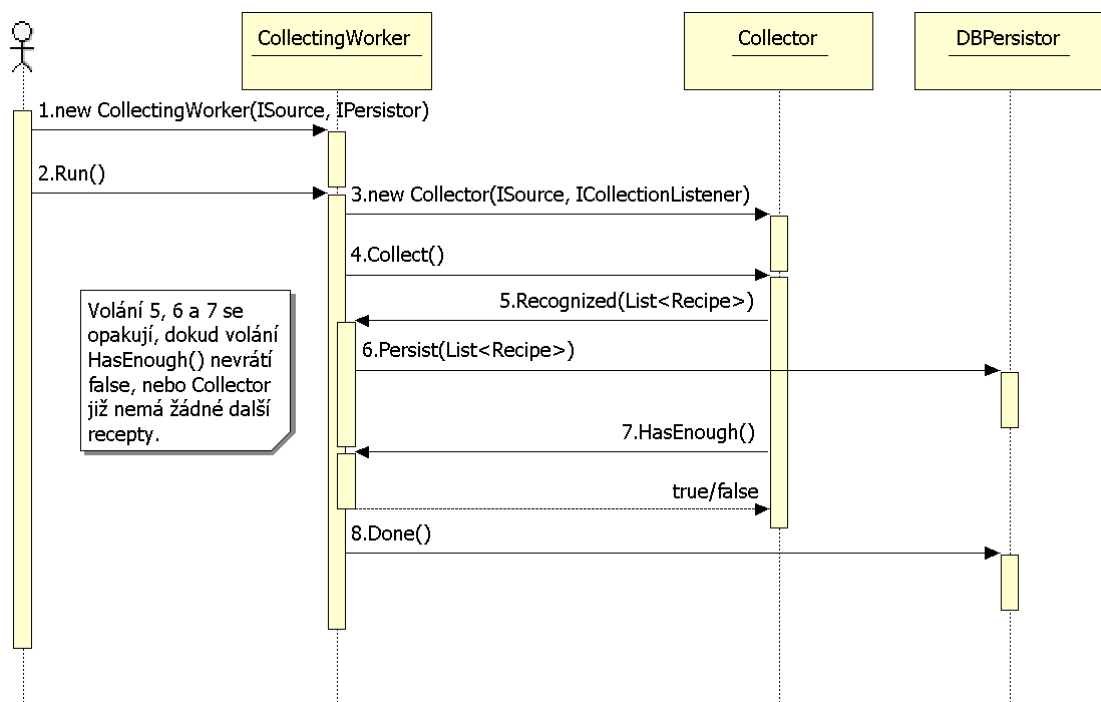 CollectingWorker
Collector
DBPersistor
1.new CollectingWorker(ISource, IPersistor)
2.Run()
3.new Collector(ISource, ICollectionListener)
4.Collect()
5.Recognized(List<Recipe>)
Volání 5, 6 a 7 se
opakují, dokud volání
HasEnough() nevrátí
false, nebo Collector
již nemá žádné další
recepty.
6.Persist(List<Recipe>)
7.HasEnough()
true/false
8.Done()